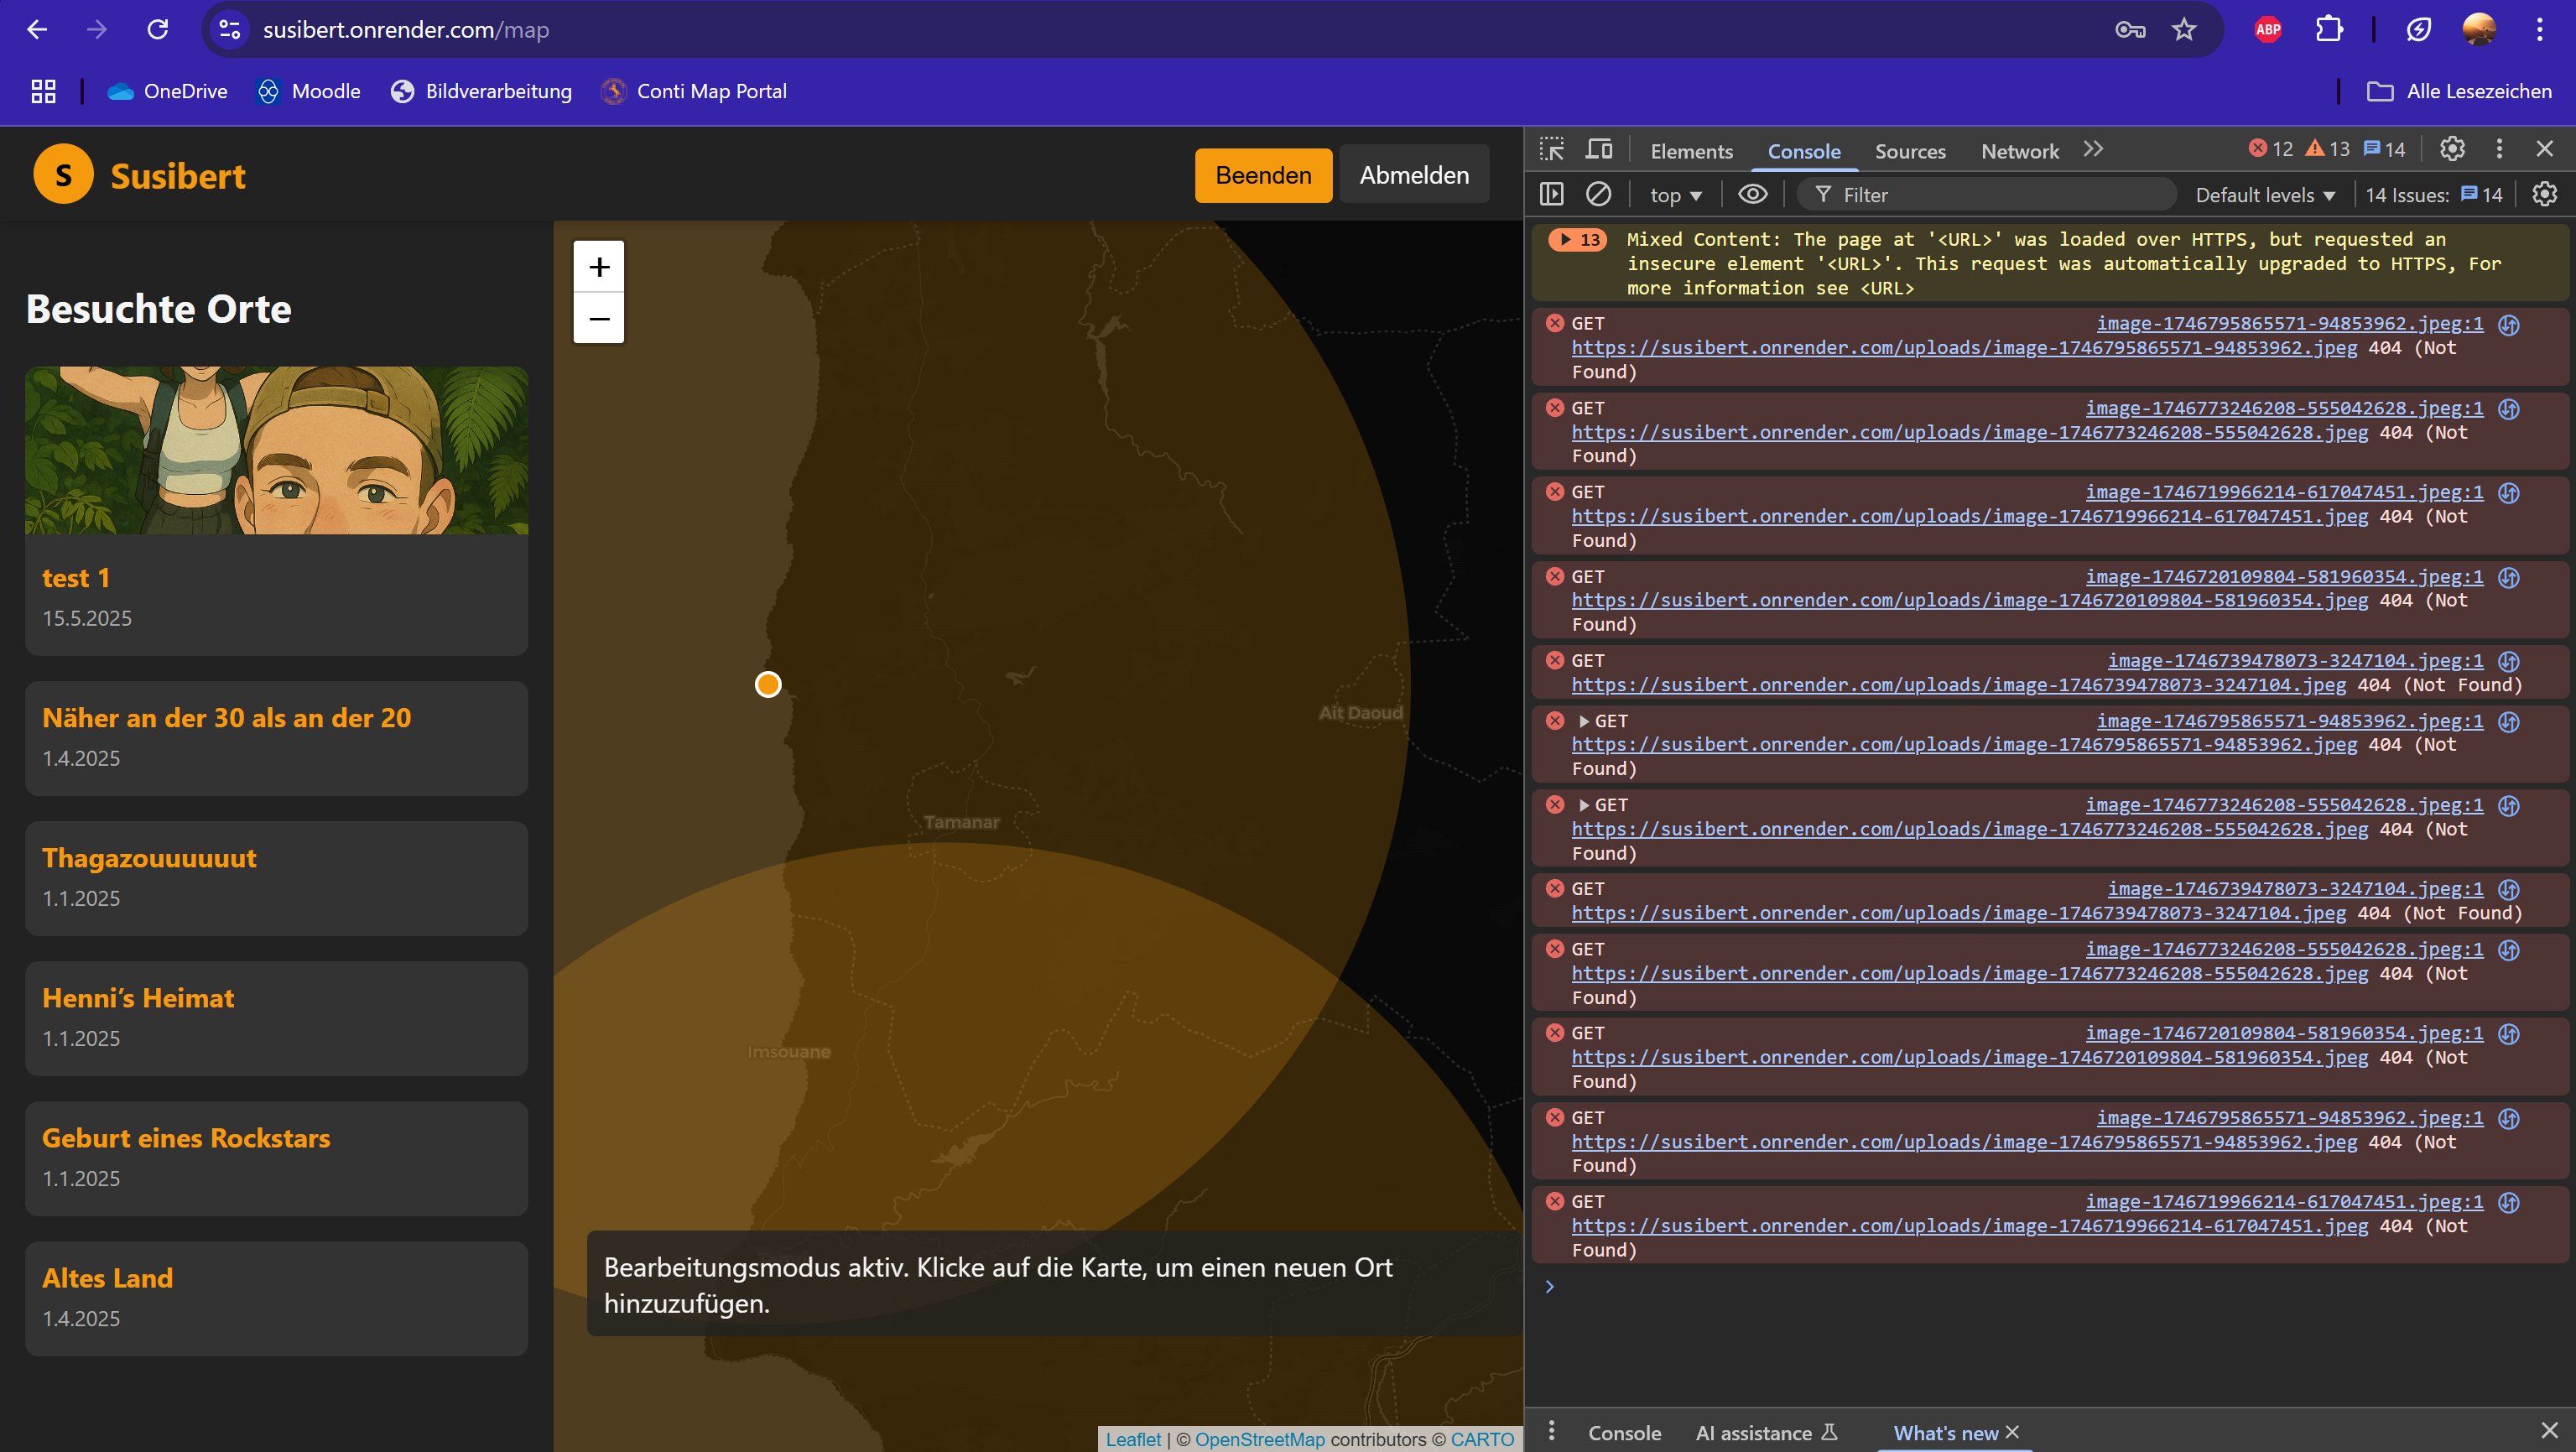 susibert.onrender.com/map
ABP
OneDrive
Moodle
Bildverarbeitung
Conti Map Portal
Alle Lesezeichen
S
Susibert
Beenden
Abmelden
Besuchte Orte
test 1
15.5.2025
Näher an der 30 als an der 20
1.4.2025
Thagazouuuuuut
1.1.2025
Henni’s Heimat
1.1.2025
Geburt eines Rockstars
1.1.2025
Altes Land
1.4.2025
+
−
Ait Daoud
Tamanar
Imsouane
Bearbeitungsmodus aktiv. Klicke auf die Karte, um einen neuen Ort
hinzuzufügen.
Leaflet | © OpenStreetMap contributors © CARTO
Elements
Console
Sources
Network
12
13
14
top
Filter
Default levels
14 Issues:
14
13
Mixed Content: The page at '<URL>' was loaded over HTTPS, but requested an
insecure element '<URL>'. This request was automatically upgraded to HTTPS, For
more information see <URL>
GET image-1746795865571-94853962.jpeg:1
https://susibert.onrender.com/uploads/image-1746795865571-94853962.jpeg 404 (Not
Found)
GET image-1746773246208-555042628.jpeg:1
https://susibert.onrender.com/uploads/image-1746773246208-555042628.jpeg 404 (Not
Found)
GET image-1746719966214-617047451.jpeg:1
https://susibert.onrender.com/uploads/image-1746719966214-617047451.jpeg 404 (Not
Found)
GET image-1746720109804-581960354.jpeg:1
https://susibert.onrender.com/uploads/image-1746720109804-581960354.jpeg 404 (Not
Found)
GET image-1746739478073-3247104.jpeg:1
https://susibert.onrender.com/uploads/image-1746739478073-3247104.jpeg 404 (Not Found)
GET image-1746795865571-94853962.jpeg:1
https://susibert.onrender.com/uploads/image-1746795865571-94853962.jpeg 404 (Not
Found)
GET image-1746773246208-555042628.jpeg:1
https://susibert.onrender.com/uploads/image-1746773246208-555042628.jpeg 404 (Not
Found)
GET image-1746739478073-3247104.jpeg:1
https://susibert.onrender.com/uploads/image-1746739478073-3247104.jpeg 404 (Not Found)
GET image-1746773246208-555042628.jpeg:1
https://susibert.onrender.com/uploads/image-1746773246208-555042628.jpeg 404 (Not
Found)
GET image-1746720109804-581960354.jpeg:1
https://susibert.onrender.com/uploads/image-1746720109804-581960354.jpeg 404 (Not
Found)
GET image-1746795865571-94853962.jpeg:1
https://susibert.onrender.com/uploads/image-1746795865571-94853962.jpeg 404 (Not
Found)
GET image-1746719966214-617047451.jpeg:1
https://susibert.onrender.com/uploads/image-1746719966214-617047451.jpeg 404 (Not
Found)
Console
AI assistance
What's new